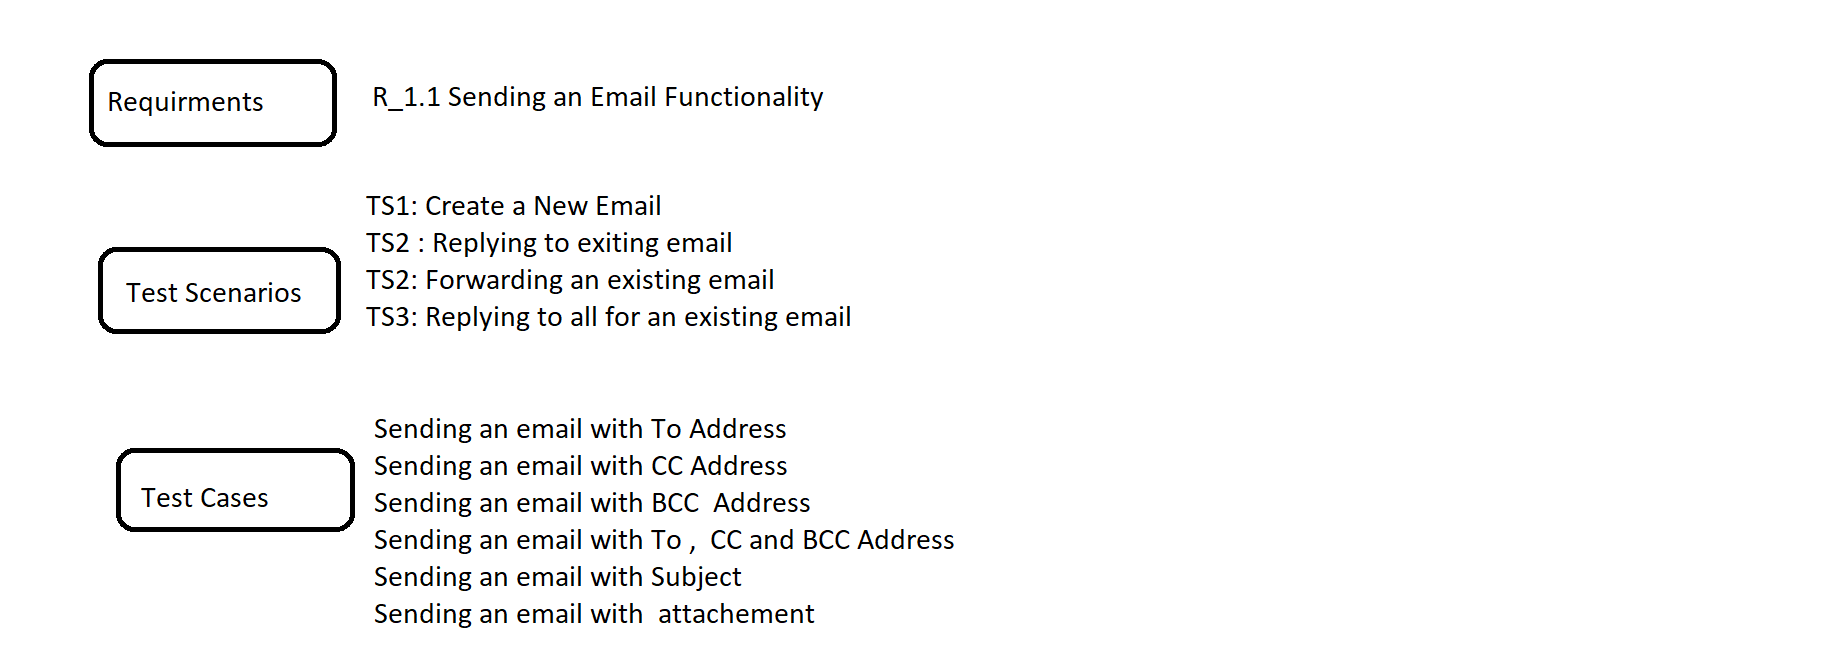 Requirments
R_1.1 Sending an Email Functionality
TS1: Create a New Email
TS2 : Replying to exiting email
TS2: Forwarding an existing email
TS3: Replying to all for an existing email
Test Scenarios
Sending an email with To Address
Sending an email with CC Address
Sending an email with BCC  Address
Sending an email with To ,  CC and BCC Address
Sending an email with Subject
Sending an email with  attachement
Test Cases